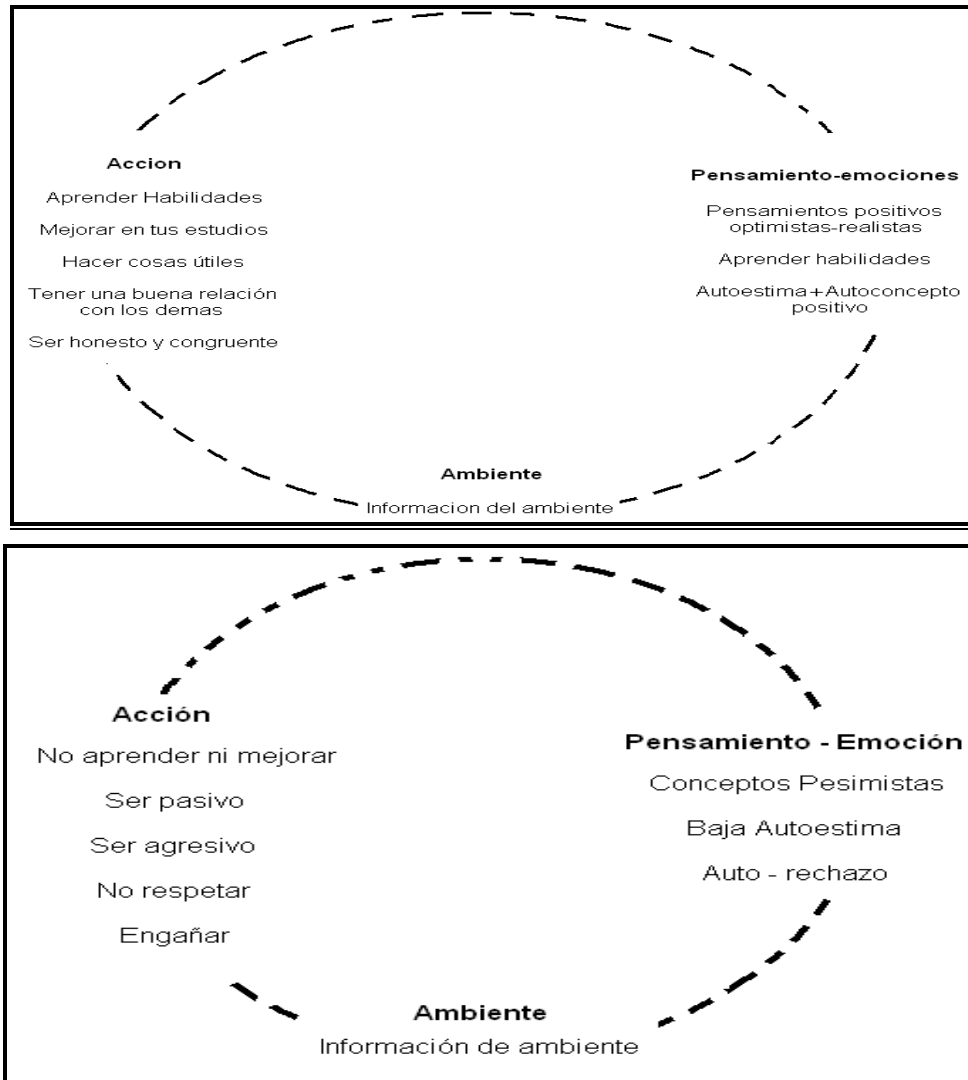 Accion
Aprender Habilidades
Mejorar en tus estudios
Hacer cosas útiles
Tener una buena relación
con los demas
Ser honesto y congruente
Pensamiento-emociones
Pensamientos positivos
optimistas-realistas
Aprender habilidades
Autoestima+Autoconcepto
positivo
Ambiente
Informacion del ambiente
Acción
No aprender ni mejorar
Ser pasivo
Ser agresivo
No respetar
Engañar
Pensamiento - Emoción
Conceptos Pesimistas
Baja Autoestima
Auto - rechazo
Ambiente
Información de ambiente